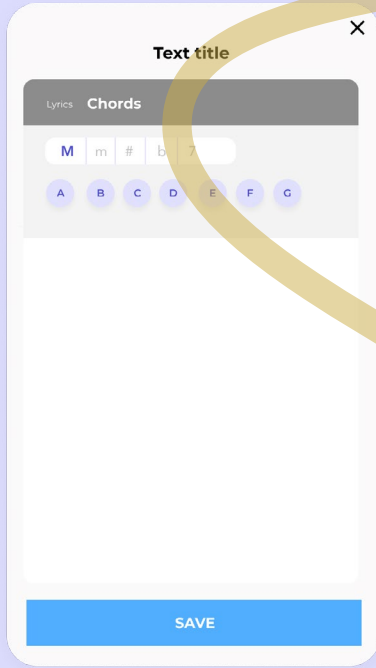 Text title
Lyrics Chords
M m # b 7
A B C D E F G
SAVE